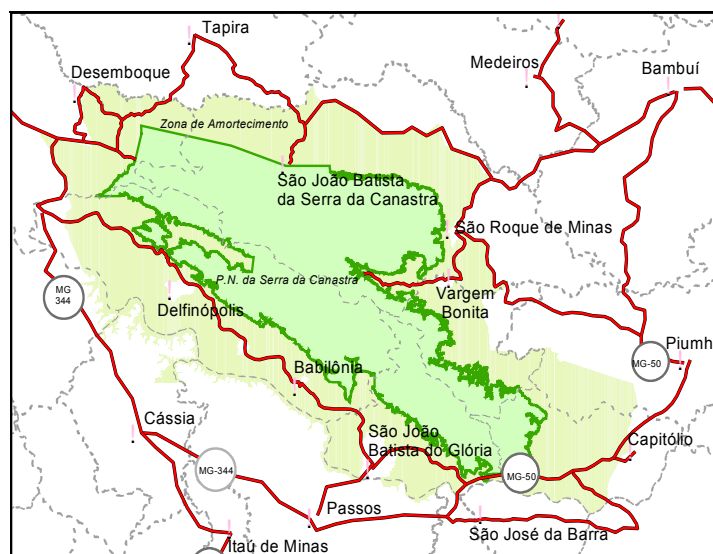 Tapira
Medeiros
Desemboque
Bambuí
Zona de Amortecimento
São João Batista
da Serra da Canastra
São Roque de Minas
P.N. da Serra da Canastra
MG
344
Delfinópolis
Vargem
Bonita
Piumh
MG-50
Babilônia
Cássia
São João
Batista do Glória
Capitólio
MG-344
MG-50
Passos
São José da Barra
Itaú de Minas